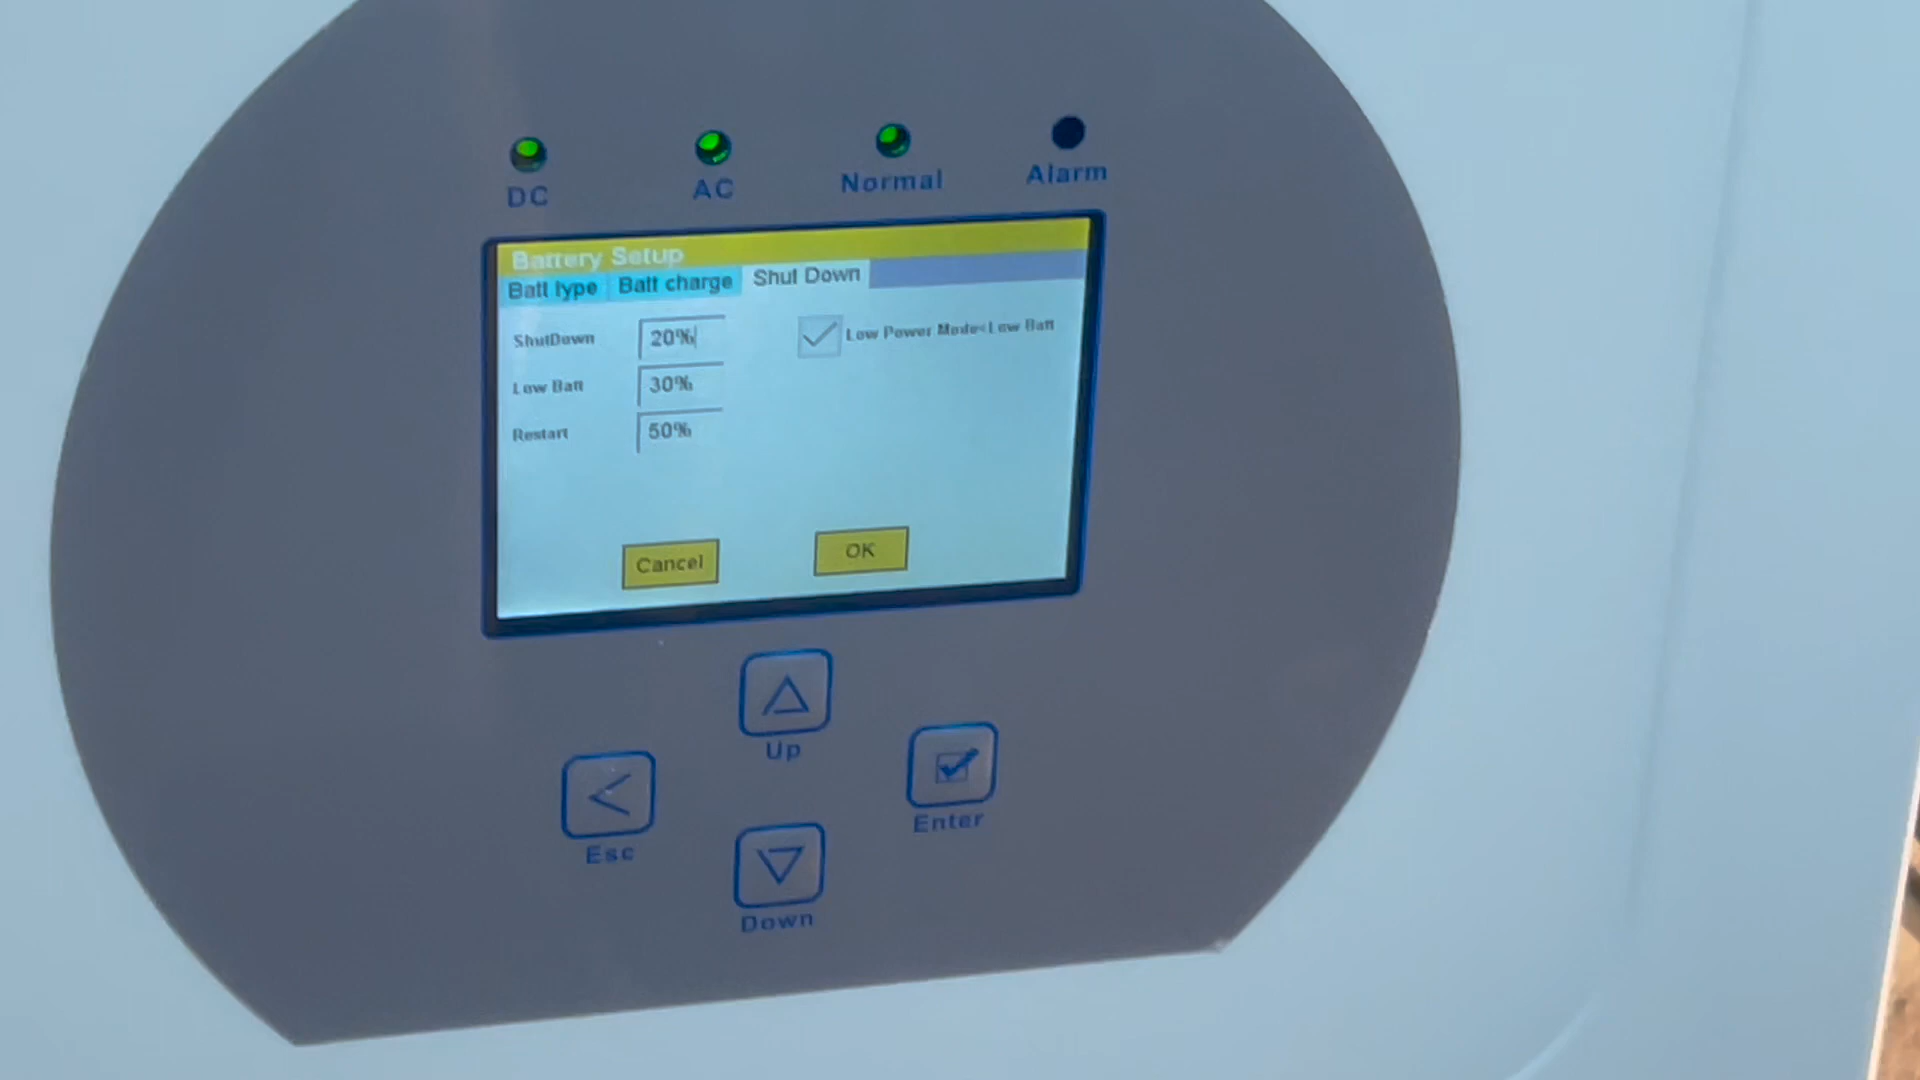 DC AC Normal Alarm
Battery Setup
Batt type Batt charge Shut Down
ShutDown 20% Low Power Mode<Low Batt
Low Batt 30%
Restart 50%
Cancel OK
Up
Enter
Esc
Down